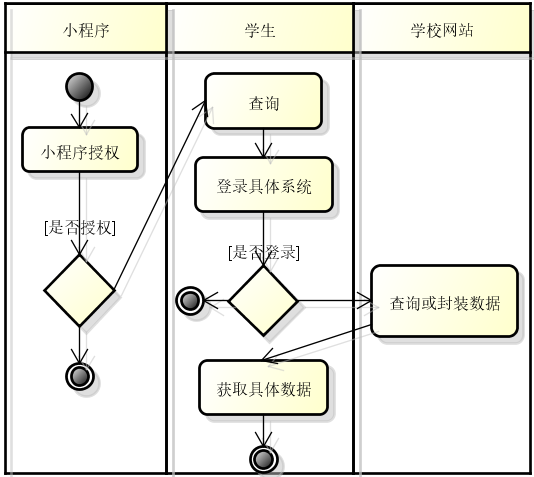 小程序
学生
学校网站
小程序授权
[是否授权]
查询
登录具体系统
[是否登录]
查询或封装数据
获取具体数据